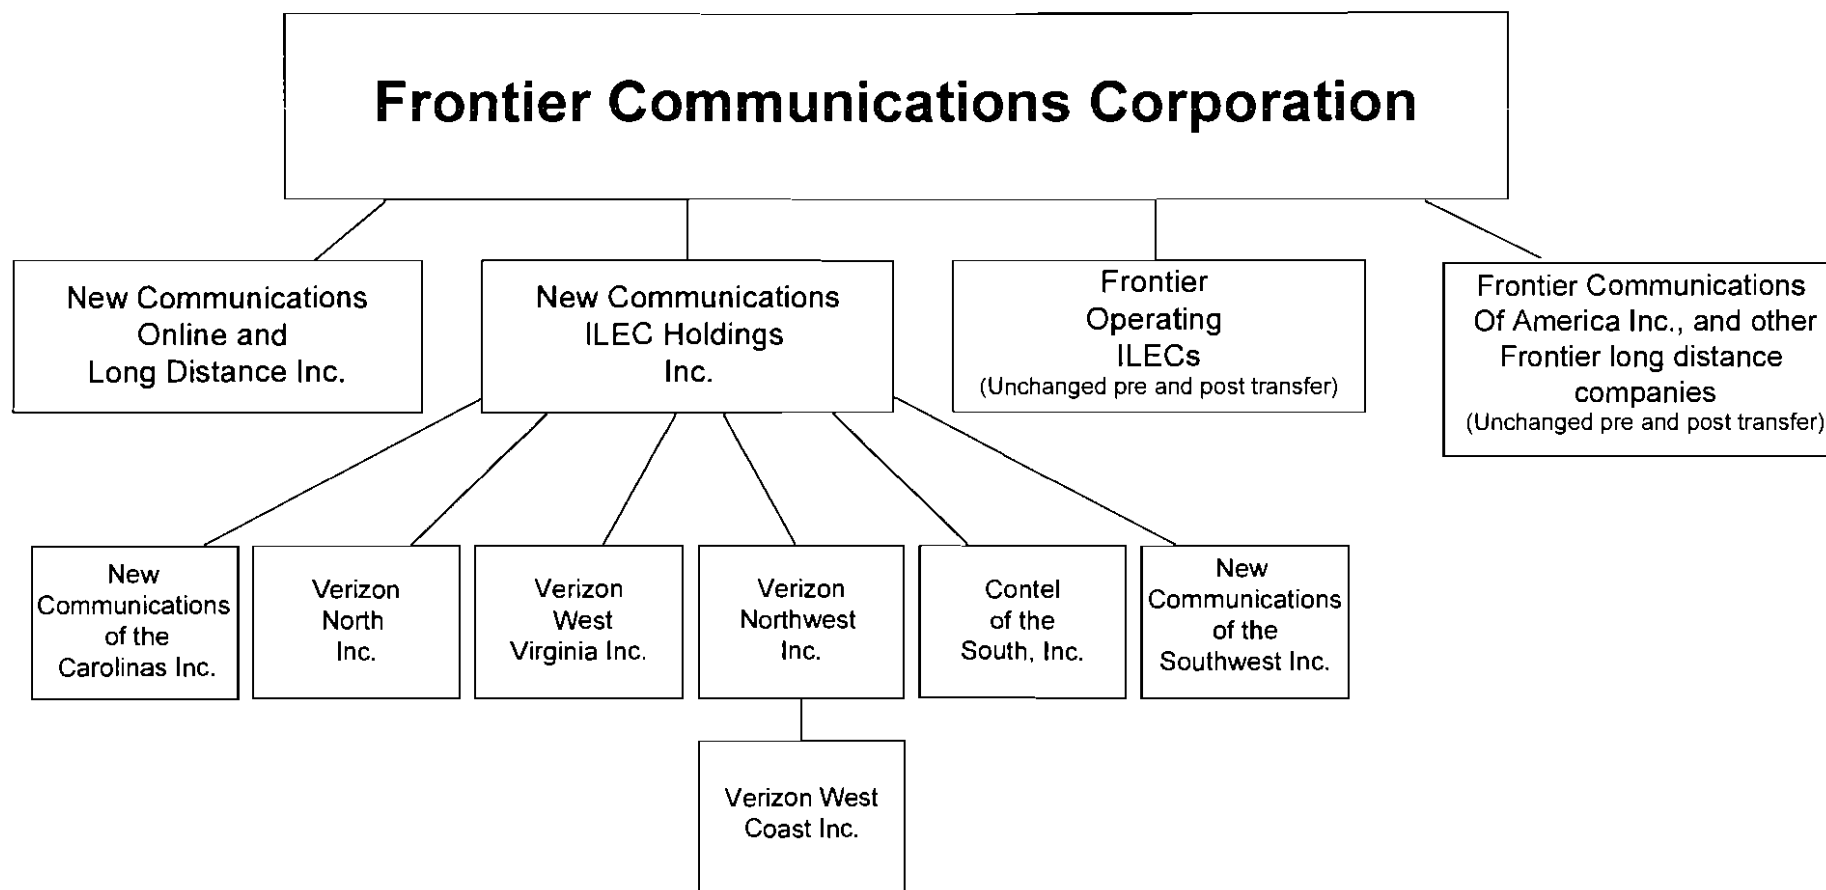 Frontier Communications Corporation
New Communications
Online and
Long Distance Inc.
New Communications
ILEC Holdings
Inc.
Frontier
Operating
ILECs
(Unchanged pre and post transfer)
Frontier Communications
Of America Inc., and other
Frontier long distance
companies
(Unchanged pre and post transfer)
New
Communications
of the
Carolinas Inc.
Verizon
North
Inc.
Verizon
West
Virginia Inc.
Verizon
Northwest
Inc.
Contel
of the
South, Inc.
New
Communications
of the
Southwest Inc.
Verizon West
Coast Inc.